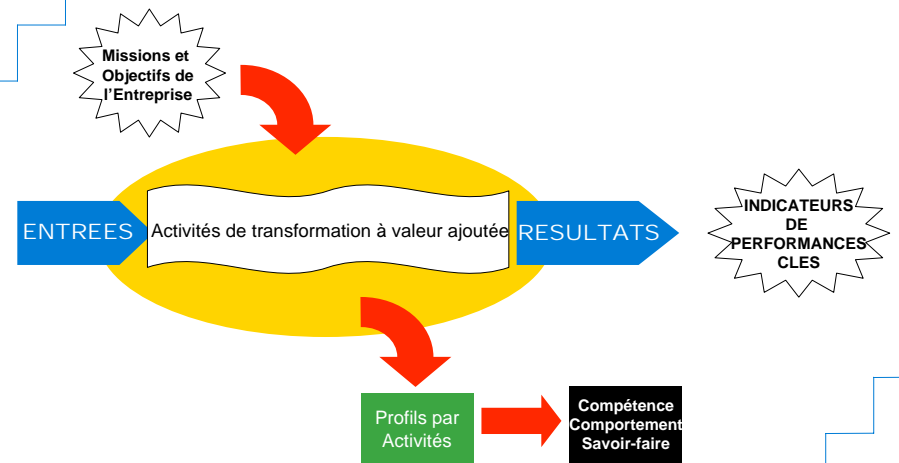 Missions et
Objectifs de
l'Entreprise
ENTREES
Activités de transformation à valeur ajoutée
RESULTATS
INDICATEURS
DE
PERFORMANCES
CLES
Profils par
Activités
Compétence
Comportement
Savoir-faire